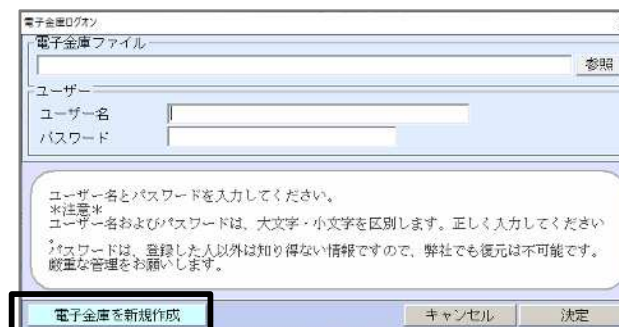 電子金庫ログオン
電子金庫ファイル
参照
ユーザー
ユーザー名
パスワード
ユーザー名とパスワードを入力してください。
*注意*
ユーザー名およびパスワードは、大文字・小文字を区別します。正しく入力してください
。
パスワードは、登録した人以外は知り得ない情報ですので、弊社でも復元は不可能です。
厳重な管理をお願いします。
電子金庫を新規作成
キャンセル
決定